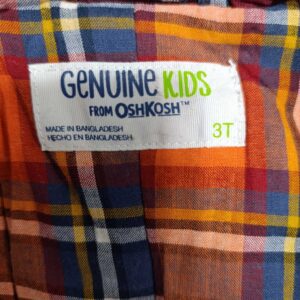 GENUINE KIDS
FROM OSHKOSH™
MADE IN BANGLADESH
HECHO EN BANGLADESH
3T